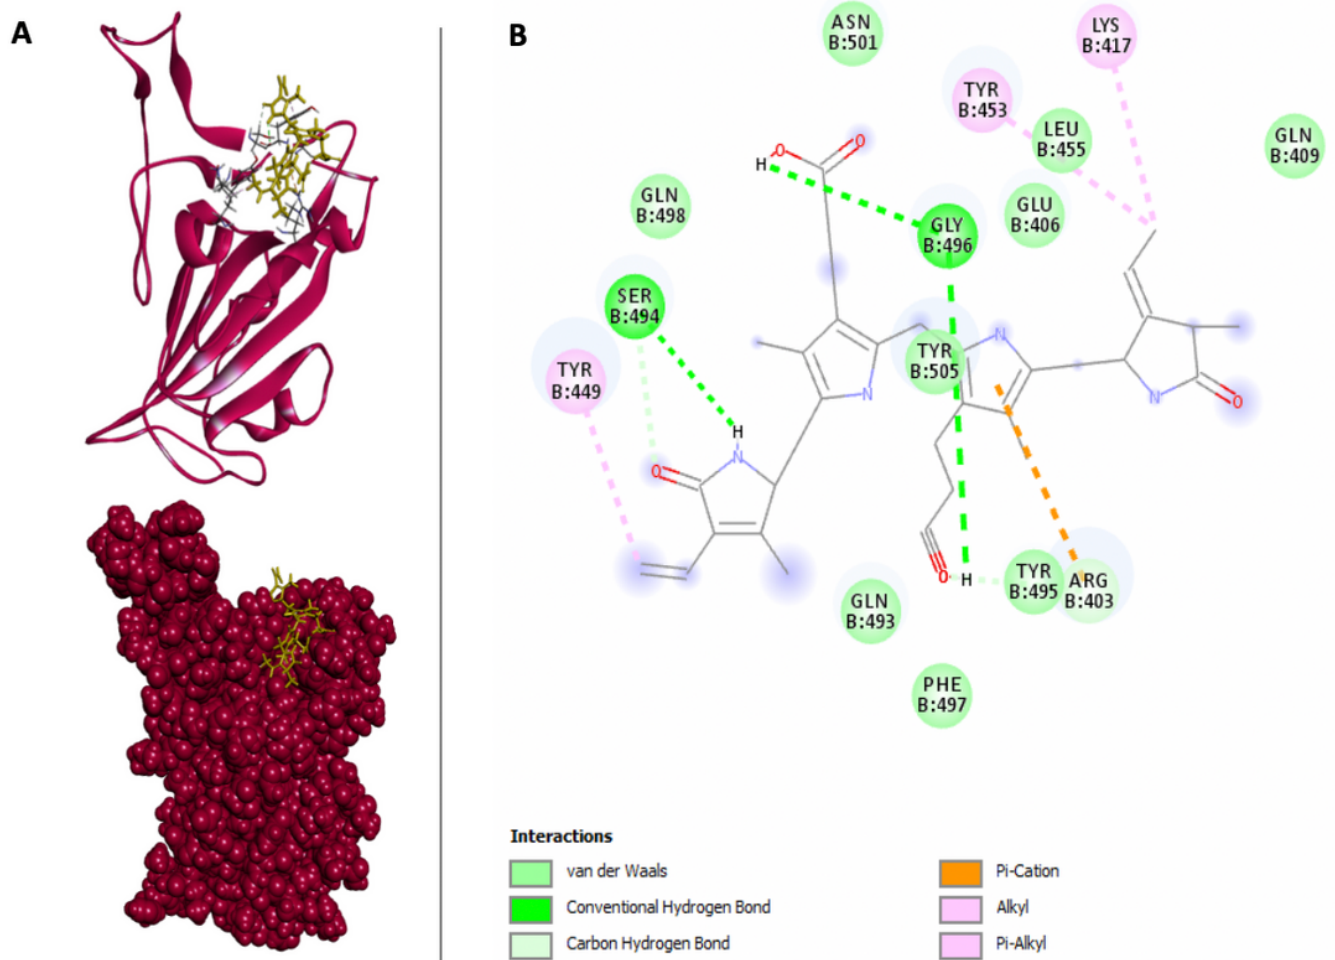 A
B
ASN
B:501
LYS
B:417
TYR
B:453
LEU
B:455
GLN
B:409
H
O
O
GLN
B:498
GLU
B:406
GLY
B:496
SER
B:494
TYR
B:449
TYR
B:505
N
N
N
O
H
N
O
O
H
TYR
B:495
ARG
B:403
GLN
B:493
PHE
B:497
Interactions
van der Waals
Conventional Hydrogen Bond
Carbon Hydrogen Bond
Pi-Cation
Alkyl
Pi-Alkyl